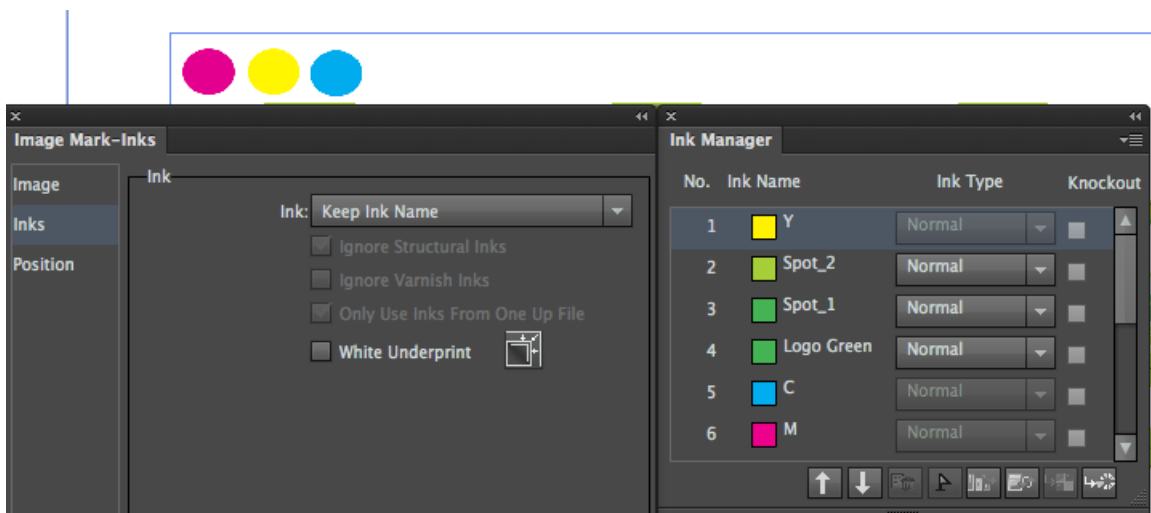 Image Mark-Inks
Image
Inks
Position
Ink
Ink: Keep Ink Name
Ignore Structural Inks
Ignore Varnish Inks
Only Use Inks From One Up File
White Underprint
Ink Manager
No. Ink Name Ink Type Knockout
1 Y Normal
2 Spot_2 Normal
3 Spot_1 Normal
4 Logo Green Normal
5 C Normal
6 M Normal